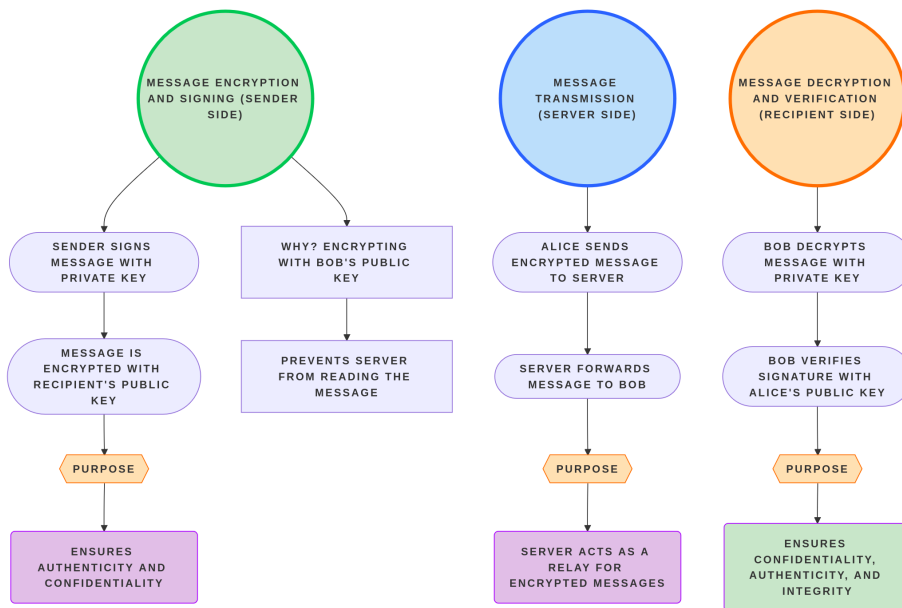 MESSAGE ENCRYPTION
AND SIGNING (SENDER
SIDE)
MESSAGE
TRANSMISSION
(SERVER SIDE)
MESSAGE DECRYPTION
AND VERIFICATION
(RECIPIENT SIDE)
SENDER SIGNS
MESSAGE WITH
PRIVATE KEY
WHY? ENCRYPTING
WITH BOB'S PUBLIC
KEY
ALICE SENDS
ENCRYPTED MESSAGE
TO SERVER
BOB DECRYPTS
MESSAGE WITH
PRIVATE KEY
MESSAGE IS
ENCRYPTED WITH
RECIPIENT'S PUBLIC
KEY
PREVENTS SERVER
FROM READING THE
MESSAGE
SERVER FORWARDS
MESSAGE TO BOB
BOB VERIFIES
SIGNATURE WITH
ALICE'S PUBLIC KEY
PURPOSE
PURPOSE
PURPOSE
ENSURES
AUTHENTICITY AND
CONFIDENTIALITY
SERVER ACTS AS A
RELAY FOR
ENCRYPTED MESSAGES
ENSURES
CONFIDENTIALITY,
AUTHENTICITY, AND
INTEGRITY